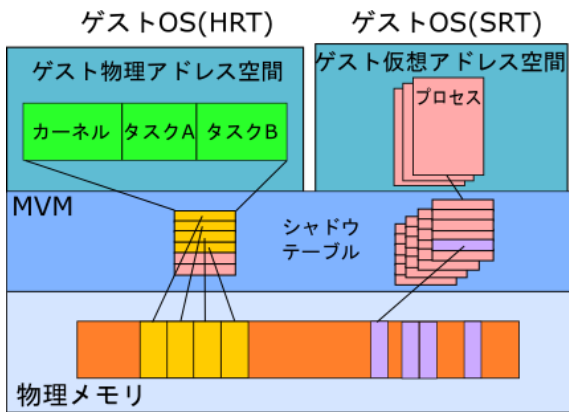 ゲストOS(HRT)
ゲストOS(SRT)
ゲスト物理アドレス空間
ゲスト仮想アドレス空間
カーネル
タスクA
タスクB
プロセス
MVM
シャドウ
テーブル
物理メモリ